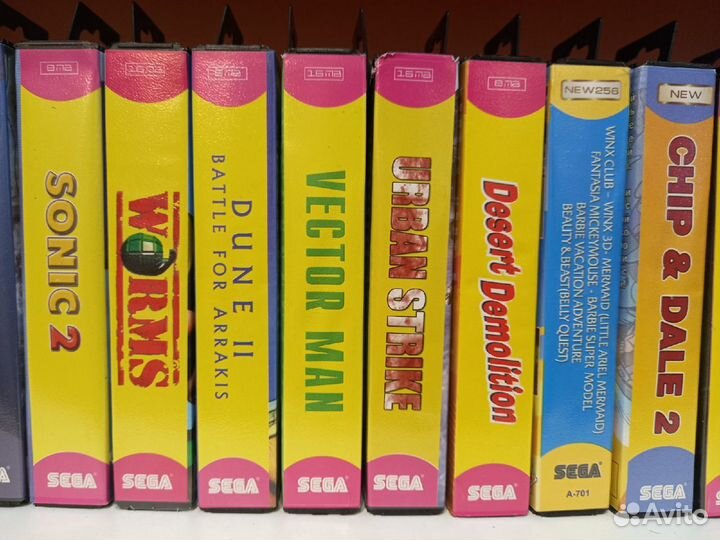 8MB
SONIC 2
SEGA
WORMS
SEGA
DUNE II
BATTLE FOR ARRAKIS
SEGA
16MB
VECTOR MAN
SEGA
16MB
URBAN STRIKE
SEGA
8MB
Desert Demolition
SEGA
NEW256
WINX CLUB - WINX 3D - MERMAID (LITTLE ARIEL MERMAID)
FANTASIA MICKEYMOUSE - BARBIE SUPER MODEL
BARBIE VACATION ADVENTURE
BEAUTY & BEAST(BELLY QUEST)
SEGA
A-701
NEW
CHIP & DALE 2
SEGA
Avito